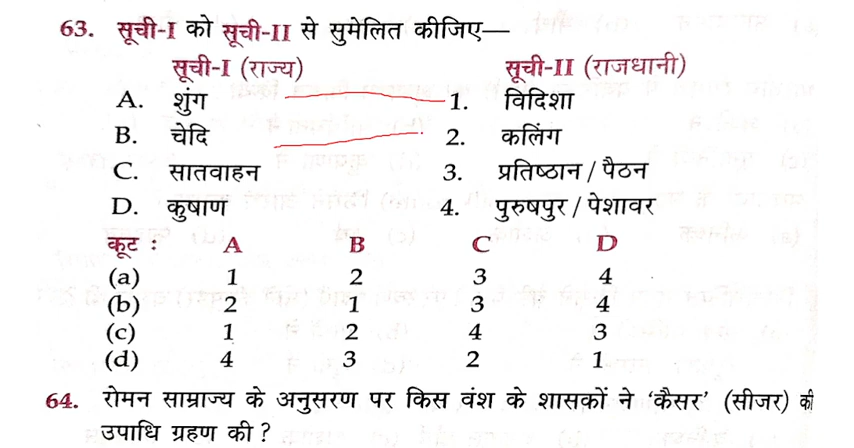 63. सूची-I को सूची-II से सुमेलित कीजिए—
सूची-I (राज्य) सूची-II (राजधानी)
A. शुंग 1. विदिशा
B. चेदि 2. कलिंग
C. सातवाहन 3. प्रतिष्ठान / पैठन
D. कुषाण 4. पुरुषपुर / पेशावर
कूट : A B C D
(a) 1 2 3 4
(b) 2 1 3 4
(c) 1 2 4 3
(d) 4 3 2 1
64. रोमन साम्राज्य के अनुसरण पर किस वंश के शासकों ने ‘कैसर’ (सीजर) की
उपाधि ग्रहण की ?